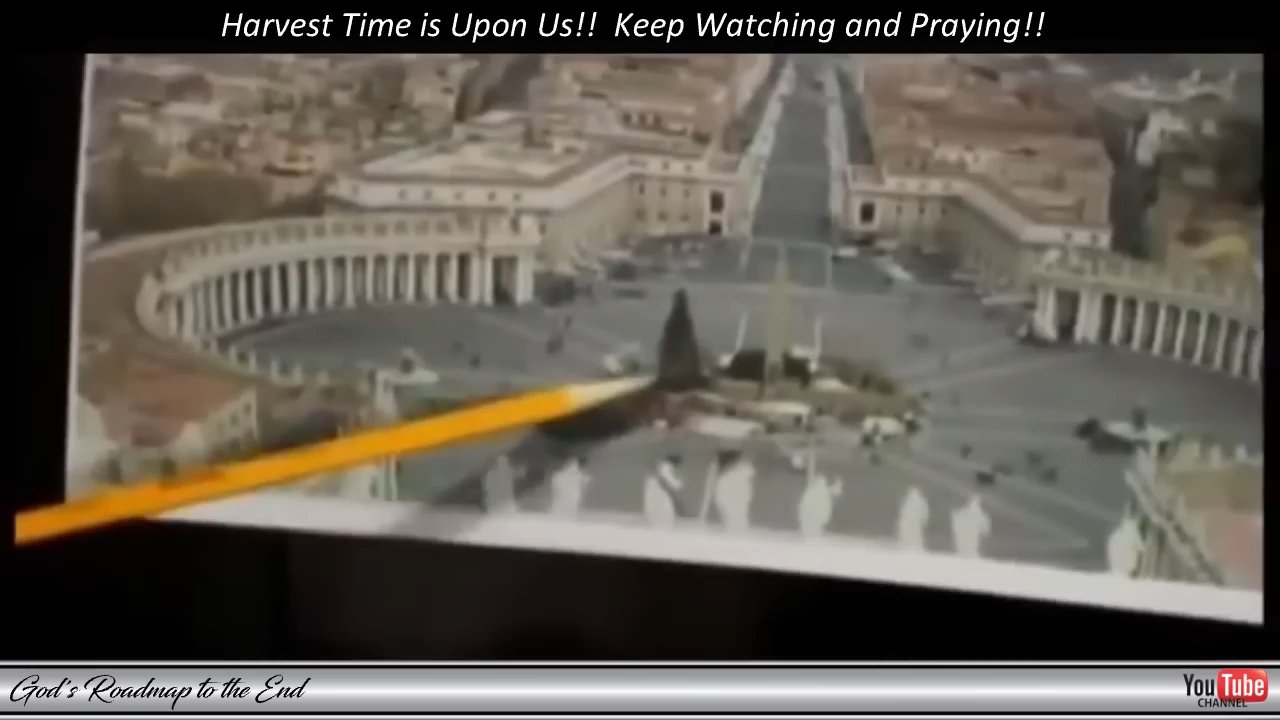 Harvest Time is Upon Us!!  Keep Watching and Praying!!
God's Roadmap to the End
YouTube
CHANNEL